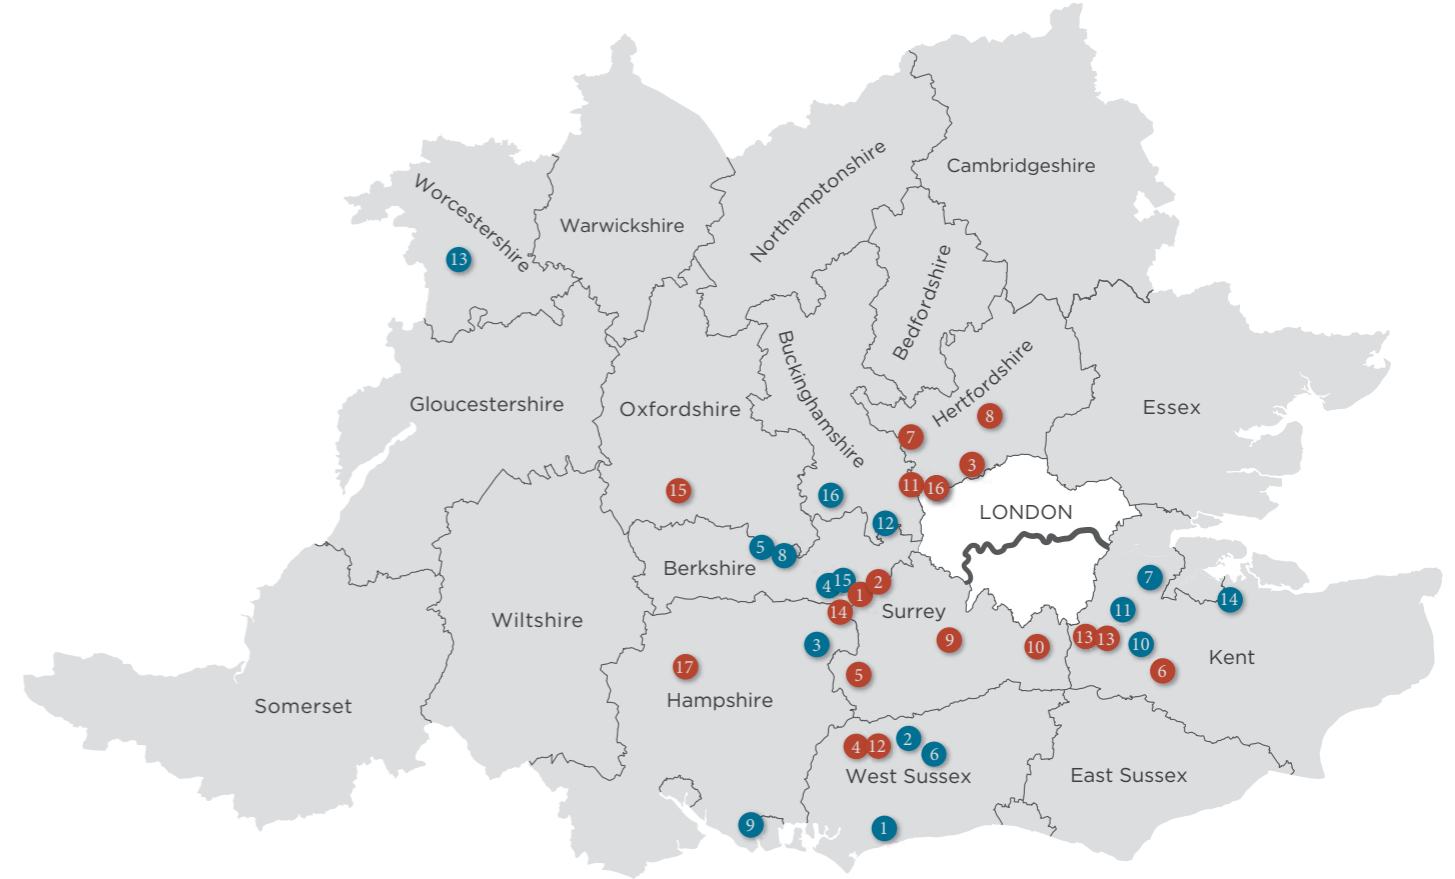 Cambridgeshire
Northamptonshire
Worcestershire
Warwickshire
13
Bedfordshire
Buckinghamshire
Hertfordshire
Gloucestershire
Oxfordshire
Essex
8
7
3
11
16
15
16
LONDON
12
5
8
Berkshire
4
15
2
1
7
14
11
14
Surrey
Wiltshire
3
9
10
13
13
10
Kent
17
5
6
Hampshire
Somerset
4
12
2
6
West Sussex
East Sussex
9
1